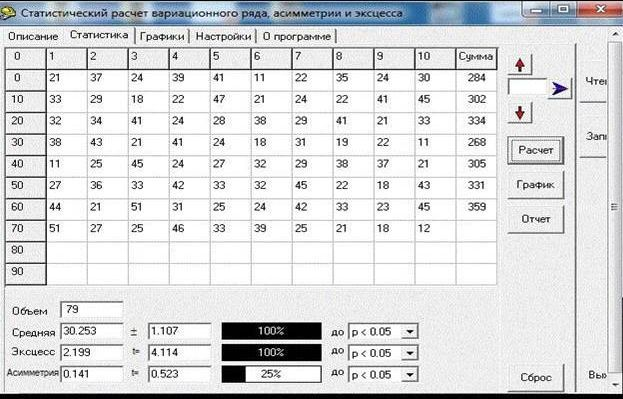 Статистический расчет вариационного ряда, асимметрии и эксцесса
Описание Статистика Графики Настройки О программе
0 1 2 3 4 5 6 7 8 9 10 Сумма
0 21 37 24 39 41 11 22 35 24 30 284
10 33 29 18 22 47 21 24 22 41 45 302
20 32 34 41 24 28 38 29 41 21 33 334
30 38 43 21 41 24 18 31 19 22 11 268
40 11 25 45 24 27 32 29 38 37 21 305
50 27 36 33 42 33 32 45 22 18 43 331
60 44 21 51 31 25 24 42 33 23 45 359
70 51 27 25 46 33 39 25 21 18 12
80
90
Расчет
График
Отчет
Объем 79
Средняя 30.253 ± 1.107 100% до p < 0.05
Эксцесс 2.199 t= 4.114 100% до p < 0.05
Асимметрия 0.141 t= 0.523 25% до p < 0.05
Сброс